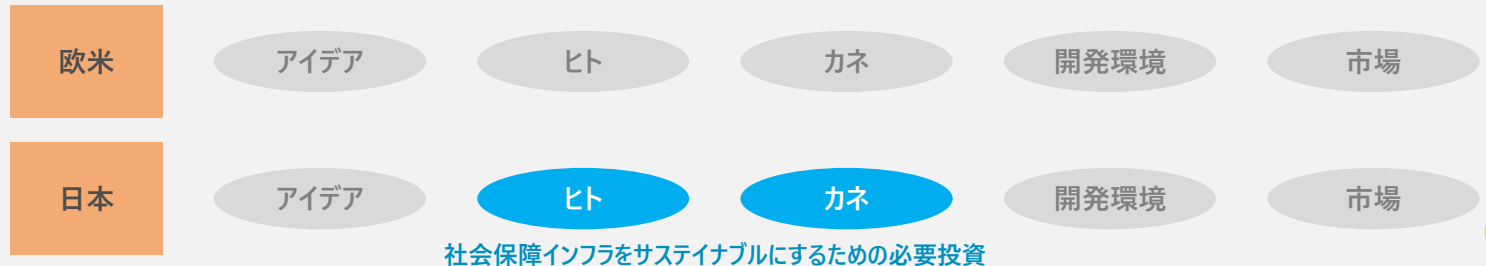 欧米 アイデア ヒト カネ 開発環境 市場
日本 アイデア ヒト カネ 開発環境 市場
社会保障インフラをサステイナブルにするための必要投資